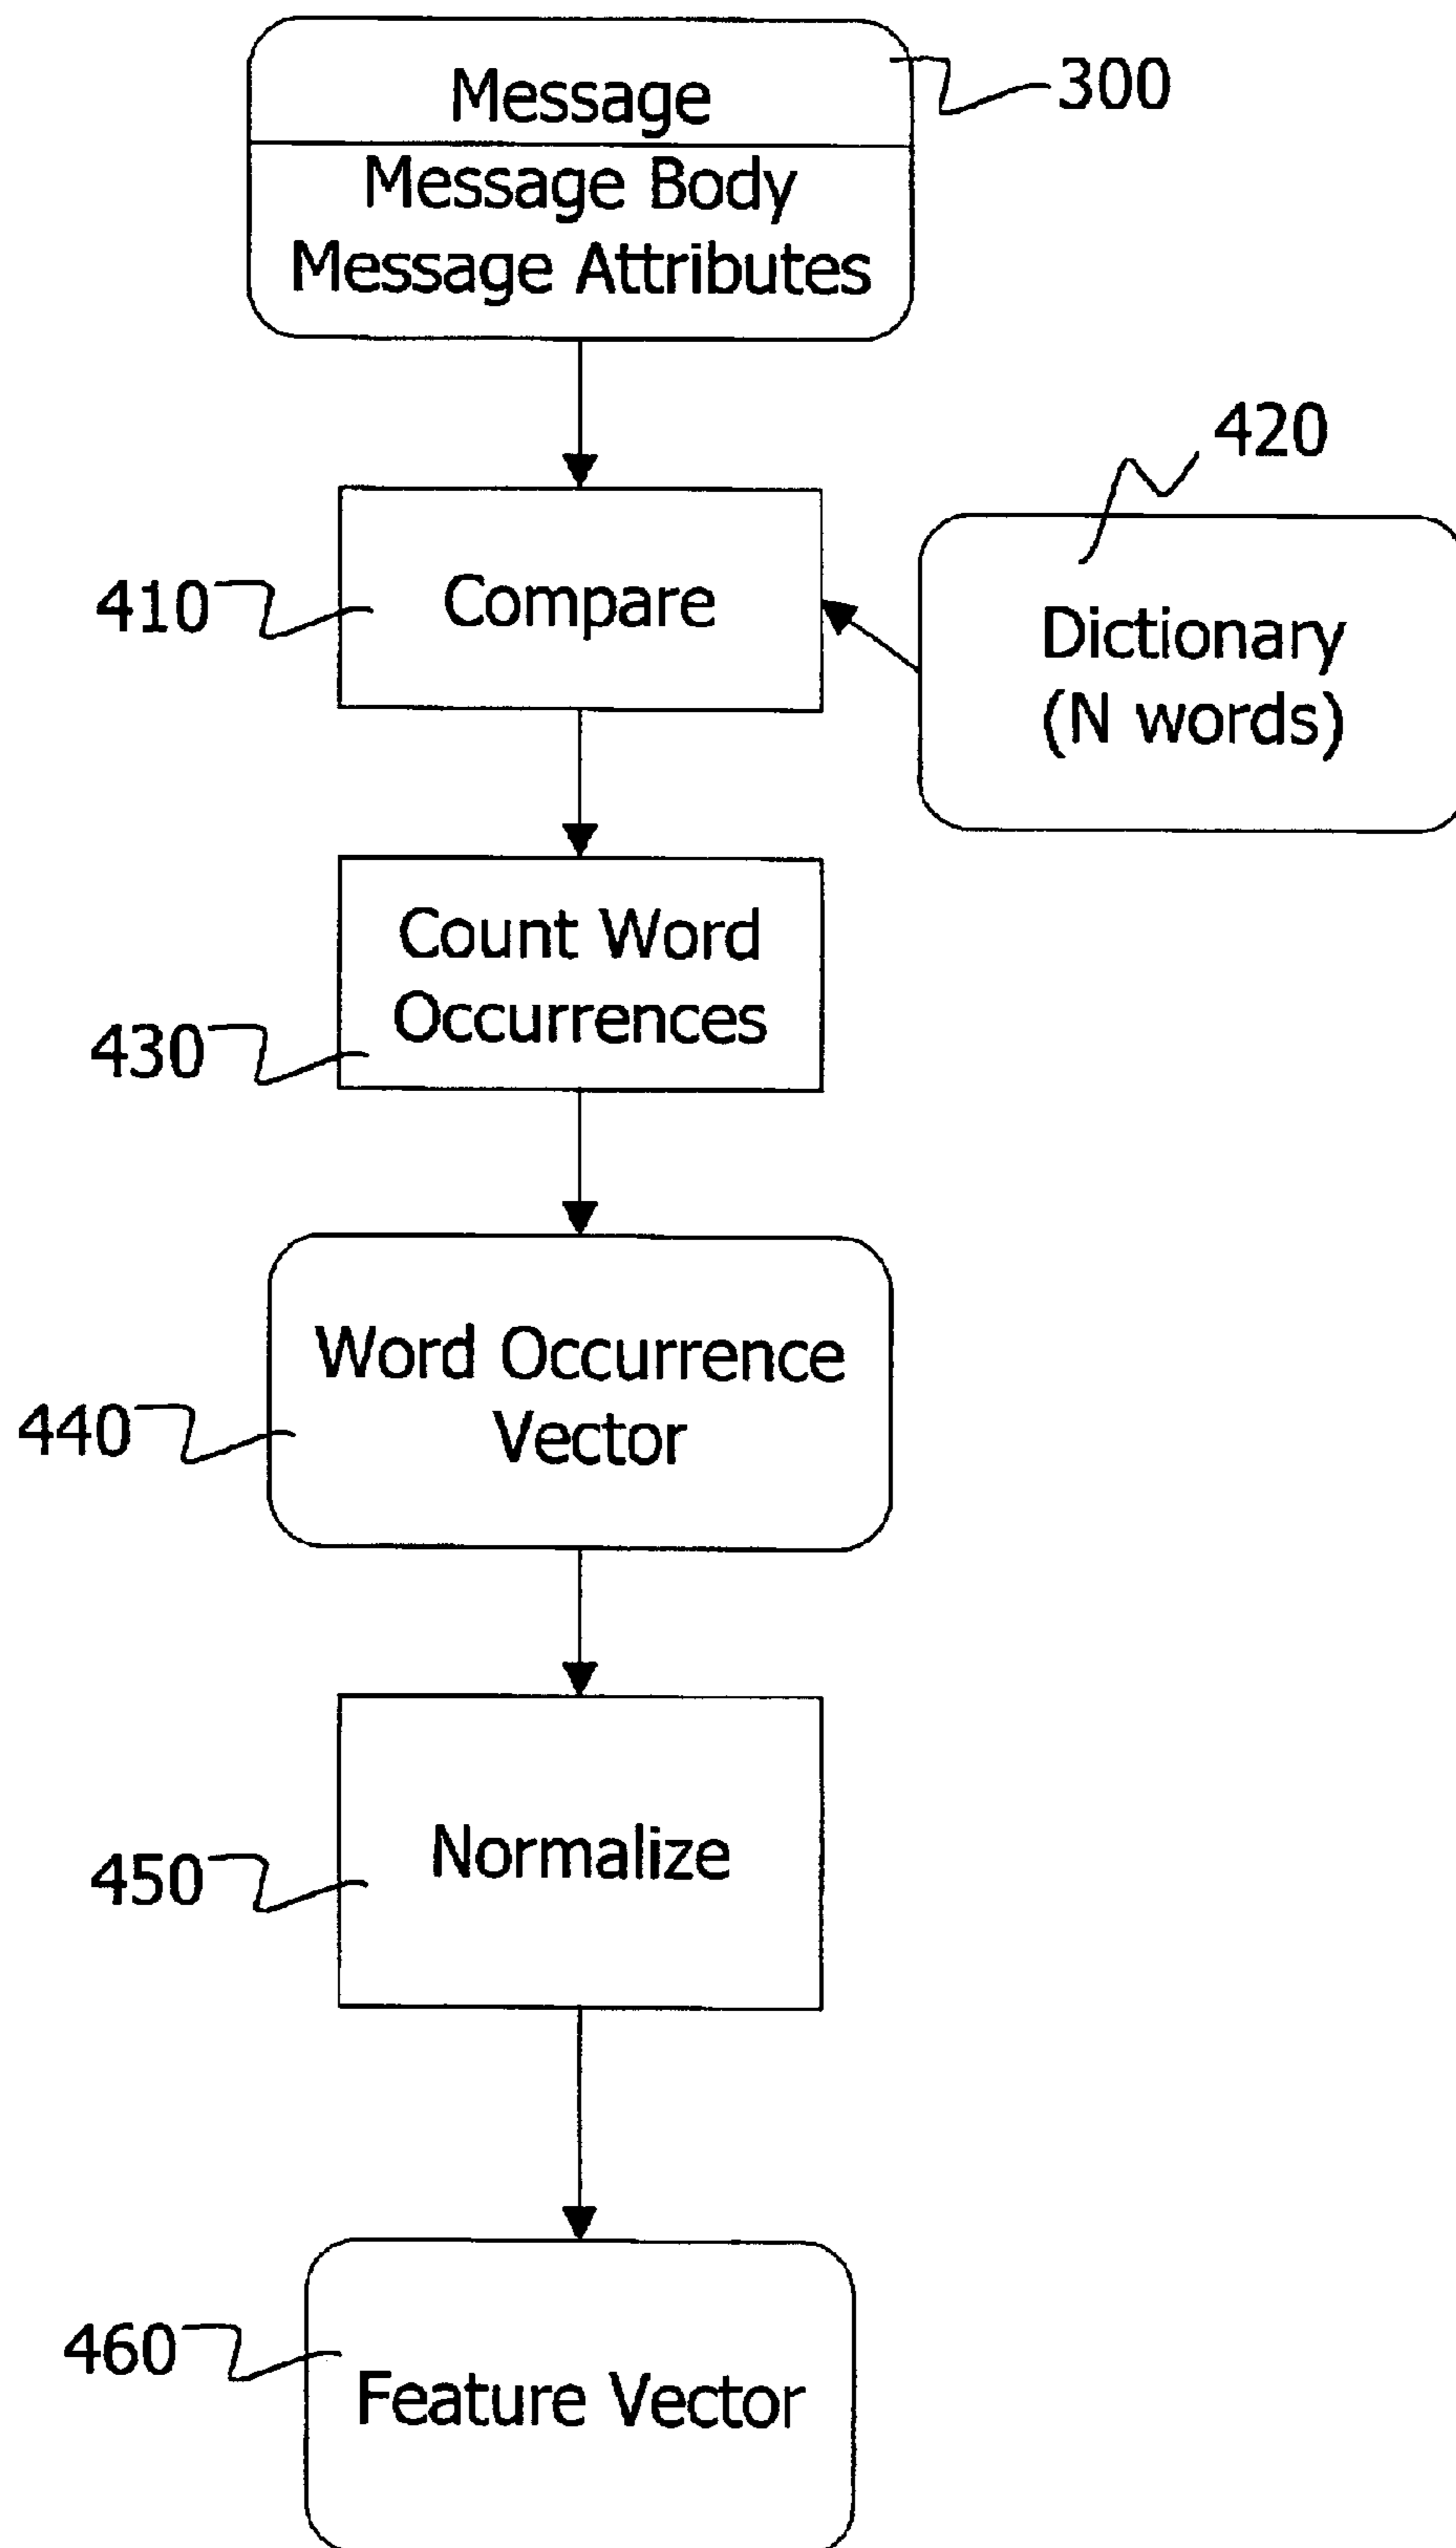 Message
300
Message Body
Message Attributes
420
Compare
410
Dictionary
(N words)
Count Word
Occurrences
430
Word Occurrence
Vector
440
Normalize
450
460
Feature Vector